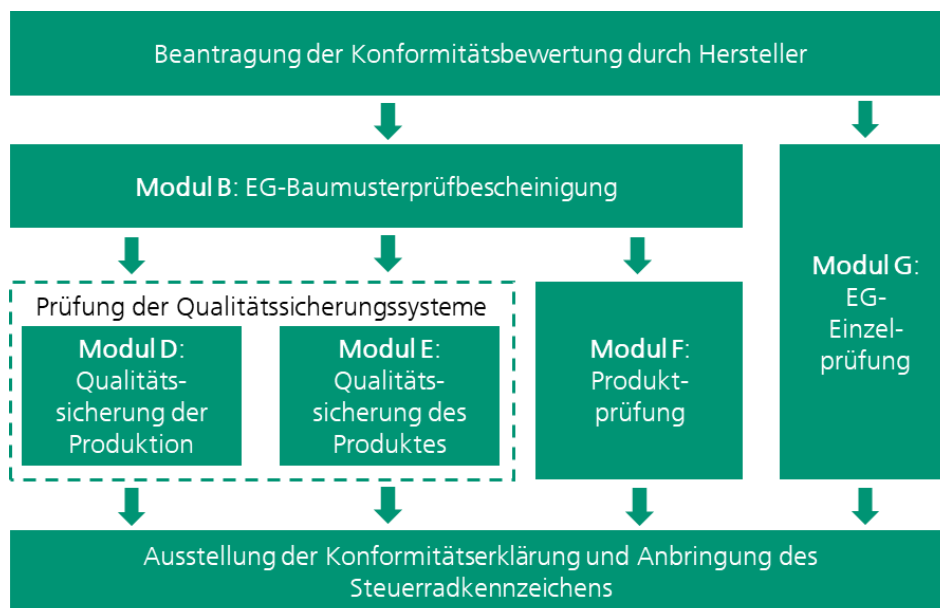 Beantragung der Konformitätsbewertung durch Hersteller
Modul B: EG-Baumusterprüfbescheinigung
Modul G:
EG-
Einzel-
prüfung
Prüfung der Qualitätssicherungssysteme
Modul D:
Qualitäts-
sicherung der
Produktion
Modul E:
Qualitäts-
sicherung des
Produktes
Modul F:
Produkt-
prüfung
Ausstellung der Konformitätserklärung und Anbringung des
Steuerradkennzeichens